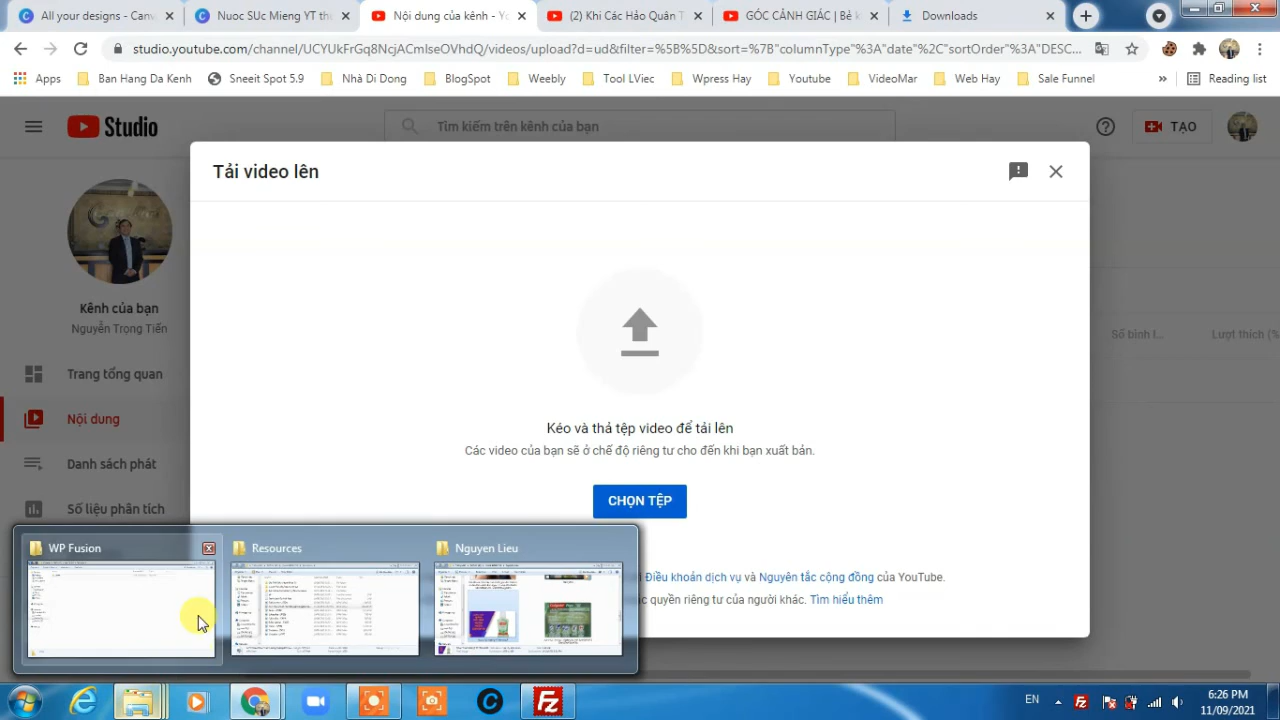 All your designs - Canv
Nuoc SUc Mieng YT th
Nội dung của kênh - Yo
(2) Khi Các Hảo Quân T
GÓC CẢNH GIÁC | Bé k
Downloads
studio.youtube.com/channel/UCYUkFrGq8NgjACmlseOVhtQ/videos/upload?d=ud&filter=%5B%5D&sort=%7B"columnType"%3A"date"%2C"sortOrder"%3A"DESC...
Apps
Ban Hang Da Kenh
Sneeit Spot 5.9
Nhà Di Dong
BlogSpot
Weebly
Tool LViec
Wpress Hay
Youtube
VideoMar
Web Hay
Sale Funnel
»
Reading list
Studio
Tìm kiếm trên kênh của bạn
TẠO
Tải video lên
Kênh của bạn
Nguyễn Trọng Tiến
Số bình l...
Lượt thích (%
Trang tổng quan
Nội dung
Kéo và thả tệp video để tải lên
Các video của bạn sẽ ở chế độ riêng tư cho đến khi bạn xuất bản.
Danh sách phát
CHỌN TỆP
Số liệu phân tích
WP Fusion
Resources
Nguyen Lieu
Điều khoản dịch vụ và Nguyên tắc cộng đồng của YouTube.
quyền riêng tư của người khác. Tìm hiểu thêm
EN
6:26 PM
11/09/2021